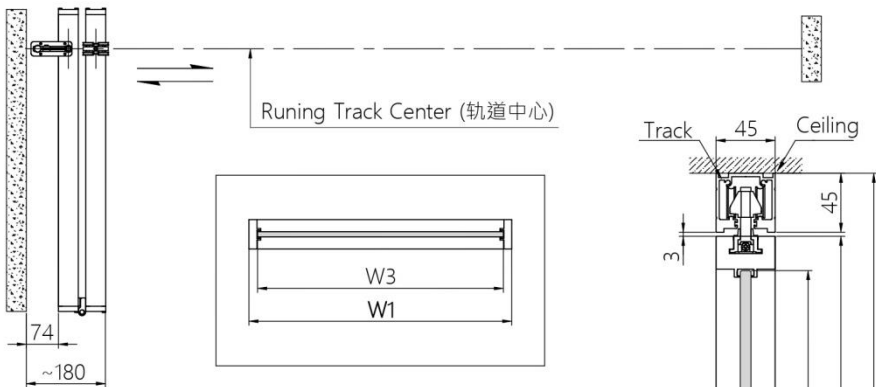 Runing Track Center (轨道中心)
Track
45
Ceiling
45
3
W3
W1
74
~180